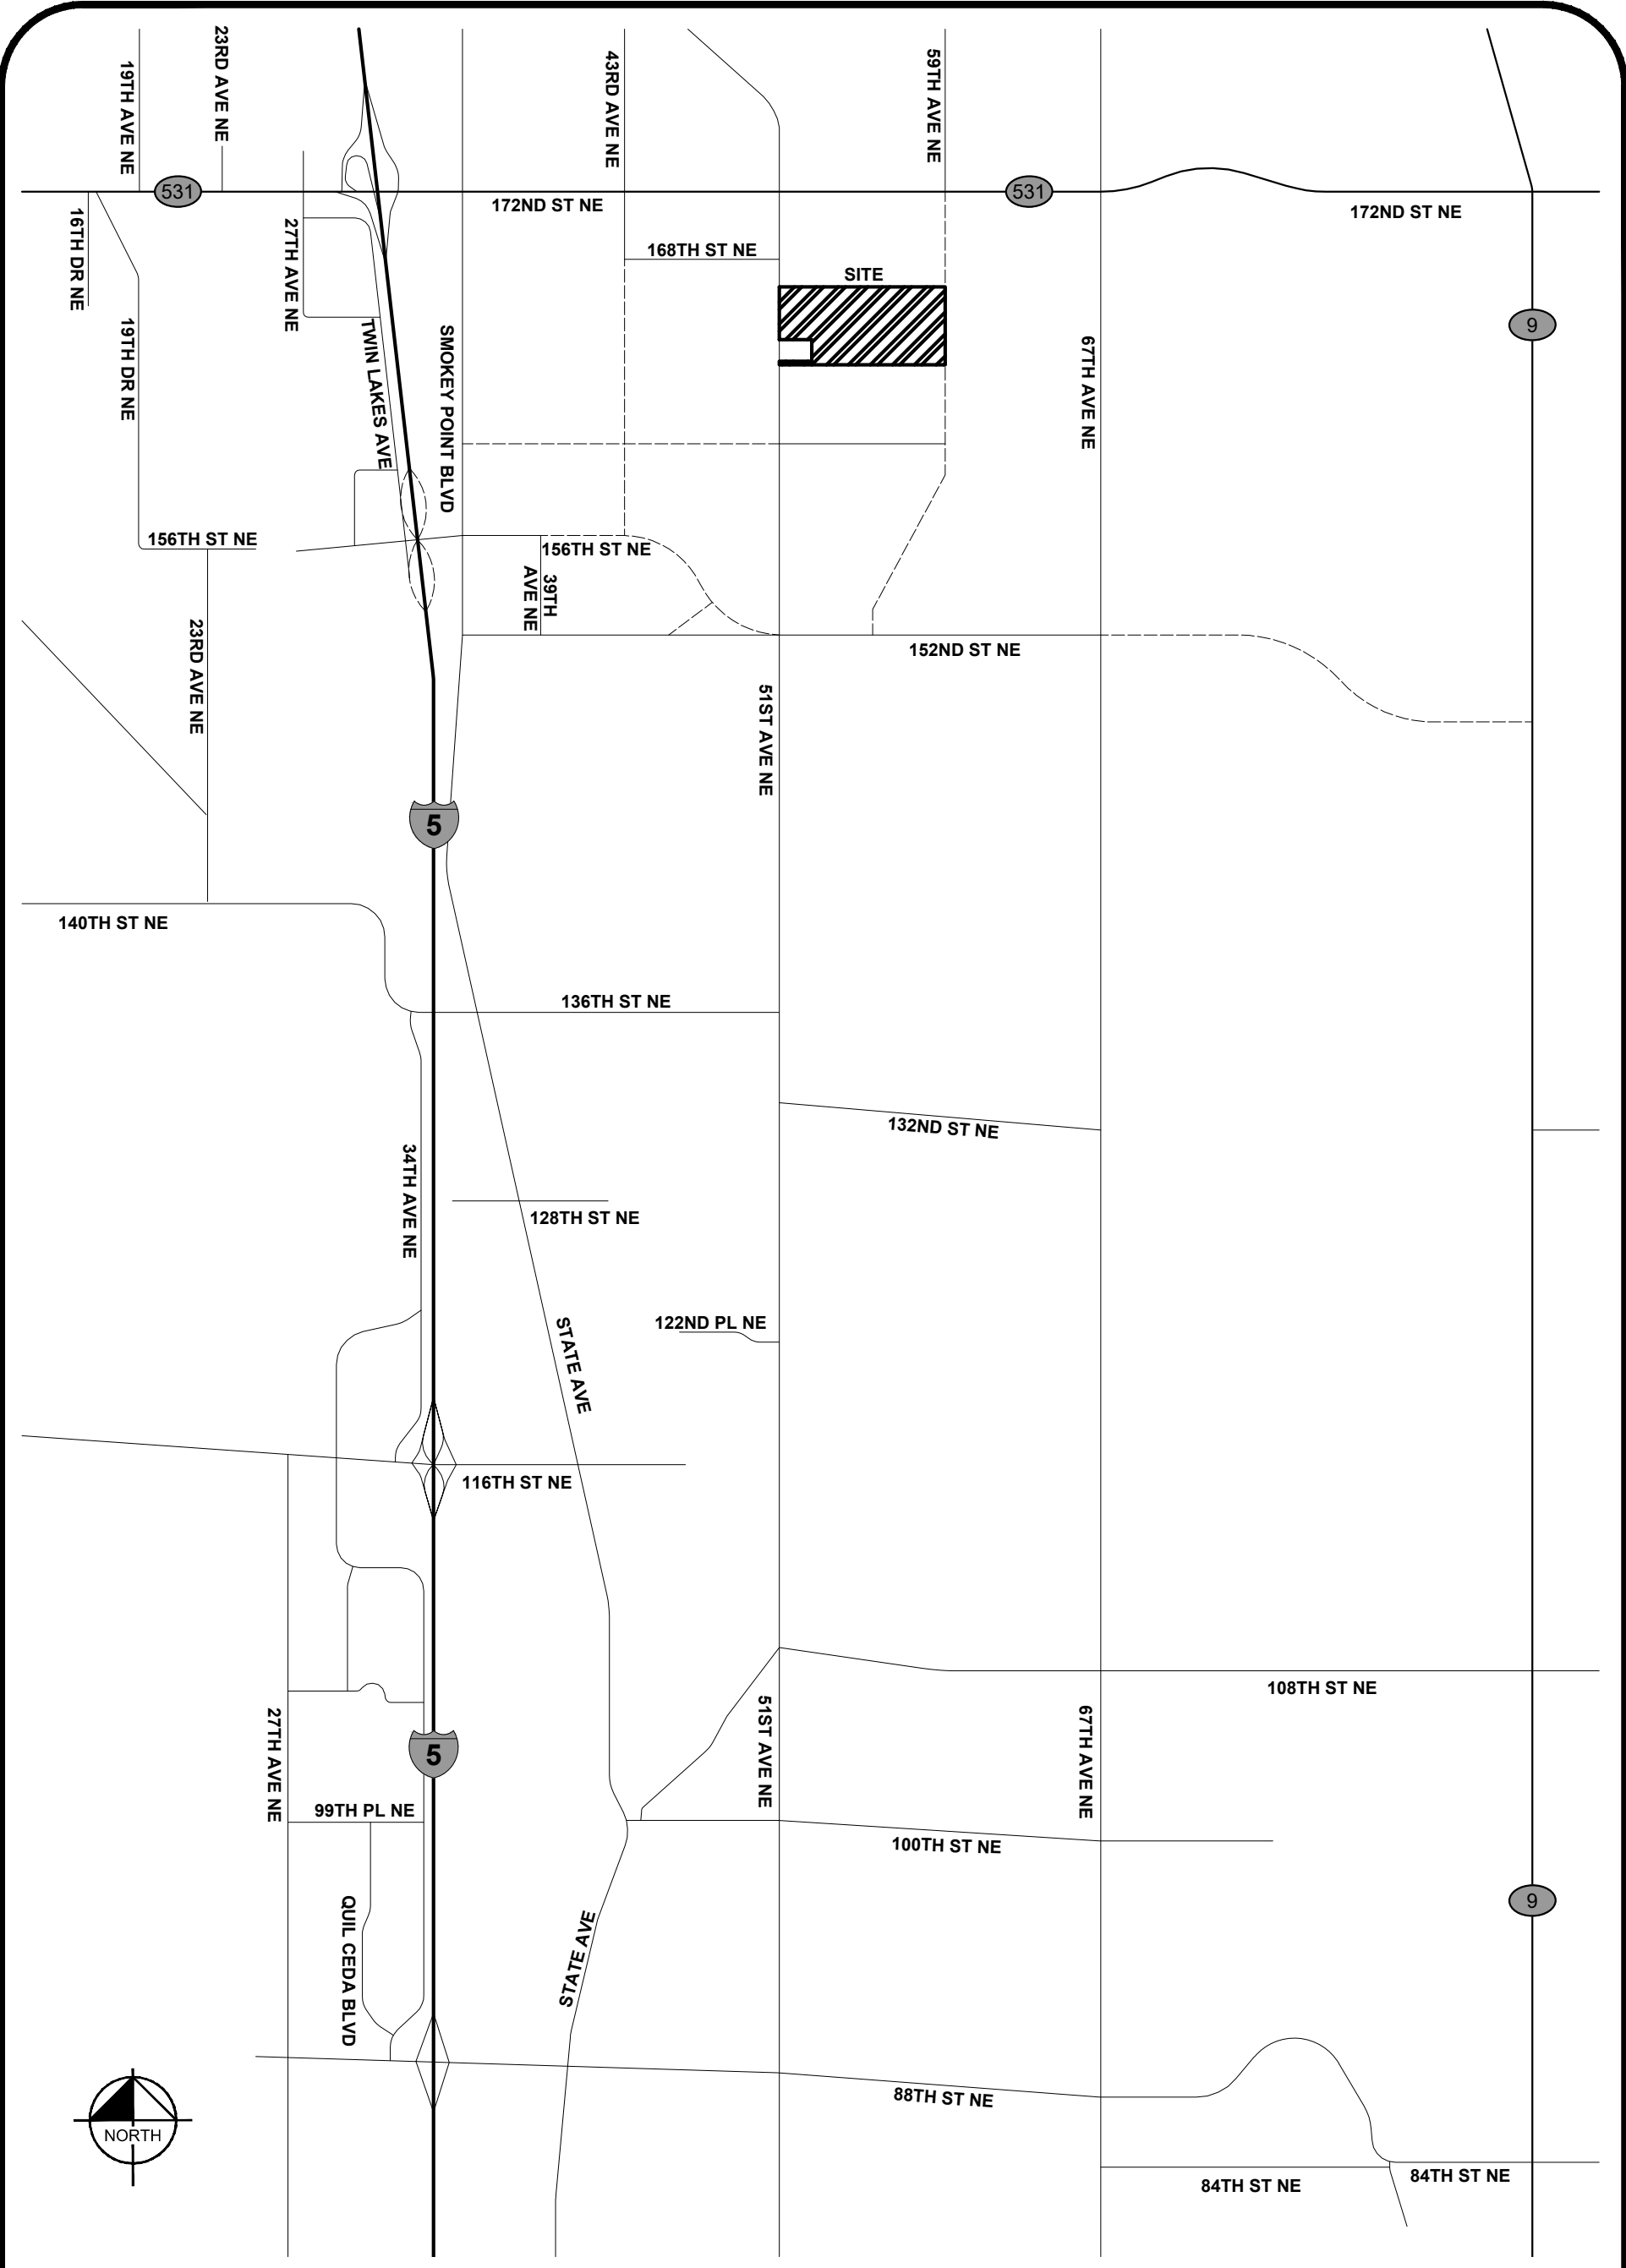 23RD AVE NE
19TH AVE NE
43RD AVE NE
59TH AVE NE
531
531
172ND ST NE
172ND ST NE
16TH DR NE
27TH AVE NE
168TH ST NE
SITE
9
19TH DR NE
TWIN LAKES AVE
SMOKEY POINT BLVD
67TH AVE NE
156TH ST NE
156TH ST NE
39TH
AVE NE
23RD AVE NE
152ND ST NE
51ST AVE NE
5
140TH ST NE
136TH ST NE
132ND ST NE
34TH AVE NE
128TH ST NE
STATE AVE
122ND PL NE
116TH ST NE
108TH ST NE
27TH AVE NE
51ST AVE NE
67TH AVE NE
5
99TH PL NE
100TH ST NE
QUIL CEDA BLVD
STATE AVE
9
88TH ST NE
NORTH
84TH ST NE
84TH ST NE